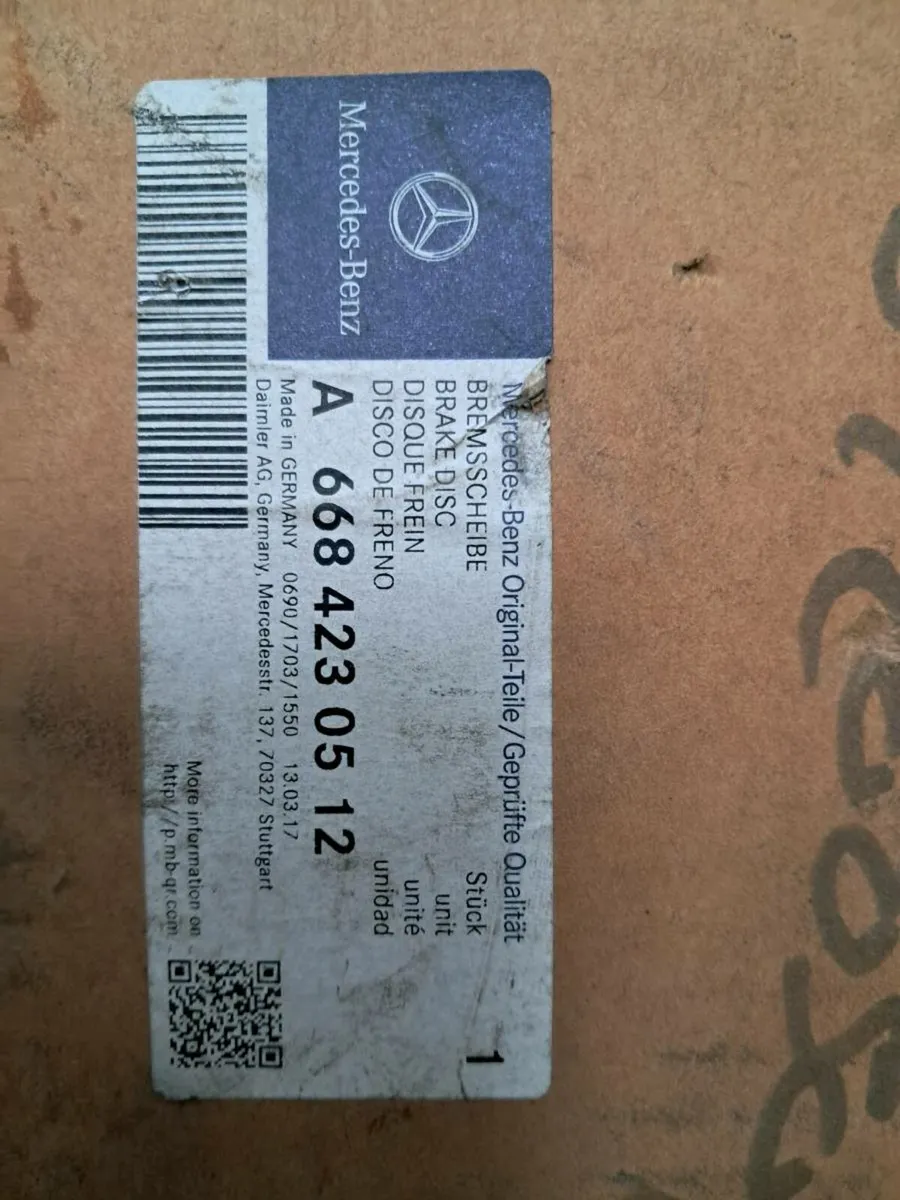 Mercedes-Benz
Mercedes-Benz Original-Teile/Geprüfte Qualität
BREMSSCHEIBE Stück 1
BRAKE DISC unit
DISQUE FREIN unité
DISCO DE FRENO unidad
A 668 423 05 12
Made in GERMANY 0690/1703/1550 13.03.17
Daimler AG, Germany, Mercedesstr. 137, 70327 Stuttgart
More information on
http://p.mb-qr.com